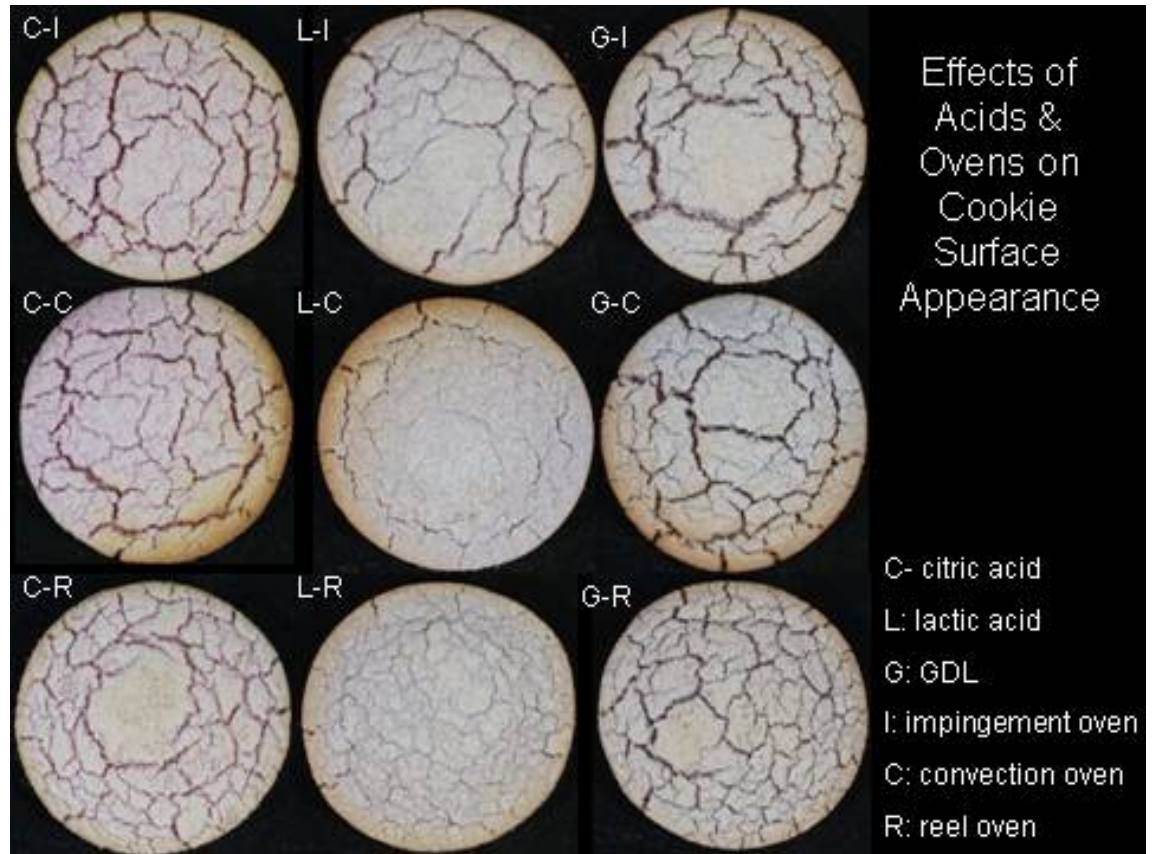 C-I
L-I
G-I
Effects of
Acids &
Ovens on
Cookie
Surface
Appearance
C-C
L-C
G-C
C-R
L-R
G-R
C- citric acid
L: lactic acid
G: GDL
I: impingement oven
C: convection oven
R: reel oven